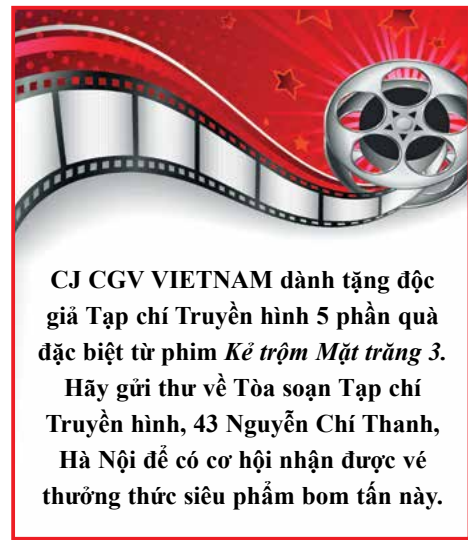 CJ CGV VIETNAM dành tặng độc
giả Tạp chí Truyền hình 5 phần quà
đặc biệt từ phim Kẻ trộm Mặt trăng 3.
Hãy gửi thư về Tòa soạn Tạp chí
Truyền hình, 43 Nguyễn Chí Thanh,
Hà Nội để có cơ hội nhận được vé
thưởng thức siêu phẩm bom tấn này.